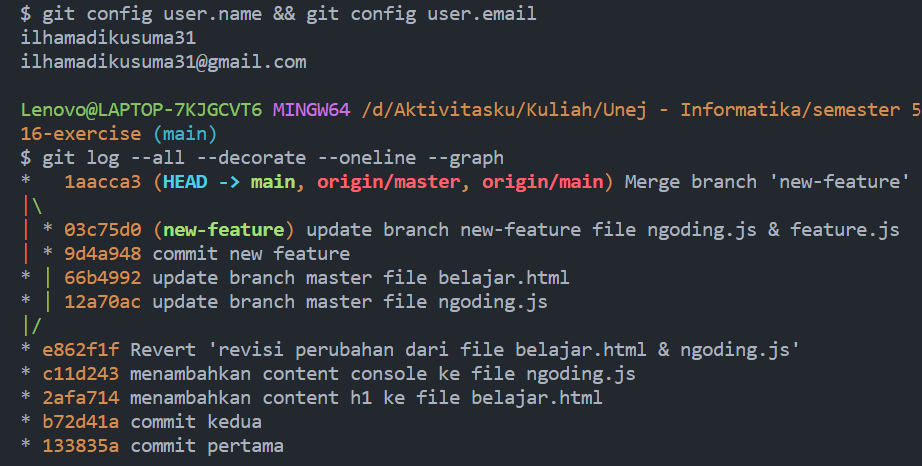 $ git config user.name && git config user.email
ilhamadikusuma31
ilhamadikusuma31@gmail.com
Lenovo@LAPTOP-7KJGCVT6 MINGW64 /d/Aktivitasku/Kuliah/Unej - Informatika/semester 5
16-exercise (main)
$ git log --all --decorate --oneline --graph
*   1aacca3 (HEAD -> main, origin/master, origin/main) Merge branch 'new-feature'
|\
| * 03c75d0 (new-feature) update branch new-feature file ngoding.js & feature.js
| * 9d4a948 commit new feature
* | 66b4992 update branch master file belajar.html
* | 12a70ac update branch master file ngoding.js
|/
* e862f1f Revert 'revisi perubahan dari file belajar.html & ngoding.js'
* c11d243 menambahkan content console ke file ngoding.js
* 2afa714 menambahkan content h1 ke file belajar.html
* b72d41a commit kedua
* 133835a commit pertama